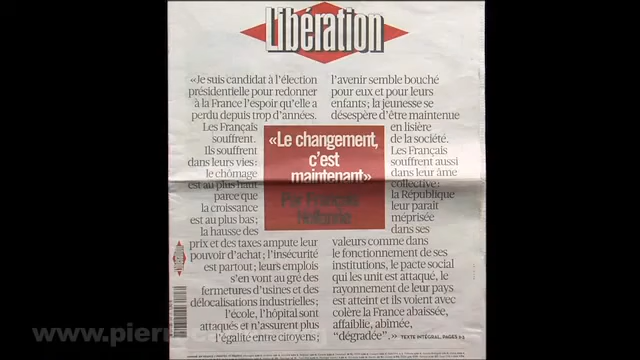 Libération
«Je suis candidat à l'élection
présidentielle pour redonner
à la France l'espoir qu'elle a
perdu depuis trop d'années.
Les Français
souffrent.
Ils souffrent
dans leurs vies:
le chômage
est au plus haut
parce que
la croissance
est au plus bas;
la hausse des
prix et des taxes ampute leur
pouvoir d'achat; l'insécurité
est partout; leurs emplois
s'en vont au gré des
fermetures d'usines et des
délocalisations industrielles;
l'école, l'hôpital sont
attaqués et n'assurent plus
l'égalité entre citoyens;
«Le changement,
c'est
maintenant»
Par François
Hollande
l'avenir semble bouché
pour eux et pour leurs
enfants; la jeunesse se
désespère d'être maintenue
en lisière
de la société.
Les Français
souffrent aussi
dans leur âme
collective:
la République
leur paraît
méprisée
dans ses
valeurs comme dans
le fonctionnement de ses
institutions, le pacte social
qui les unit est attaqué, le
rayonnement de leur pays
est atteint et ils voient avec
colère la France abaissée,
affaiblie, abîmée,
"dégradée". >> TEXTE INTÉGRAL, PAGES 2-5
www.pierr